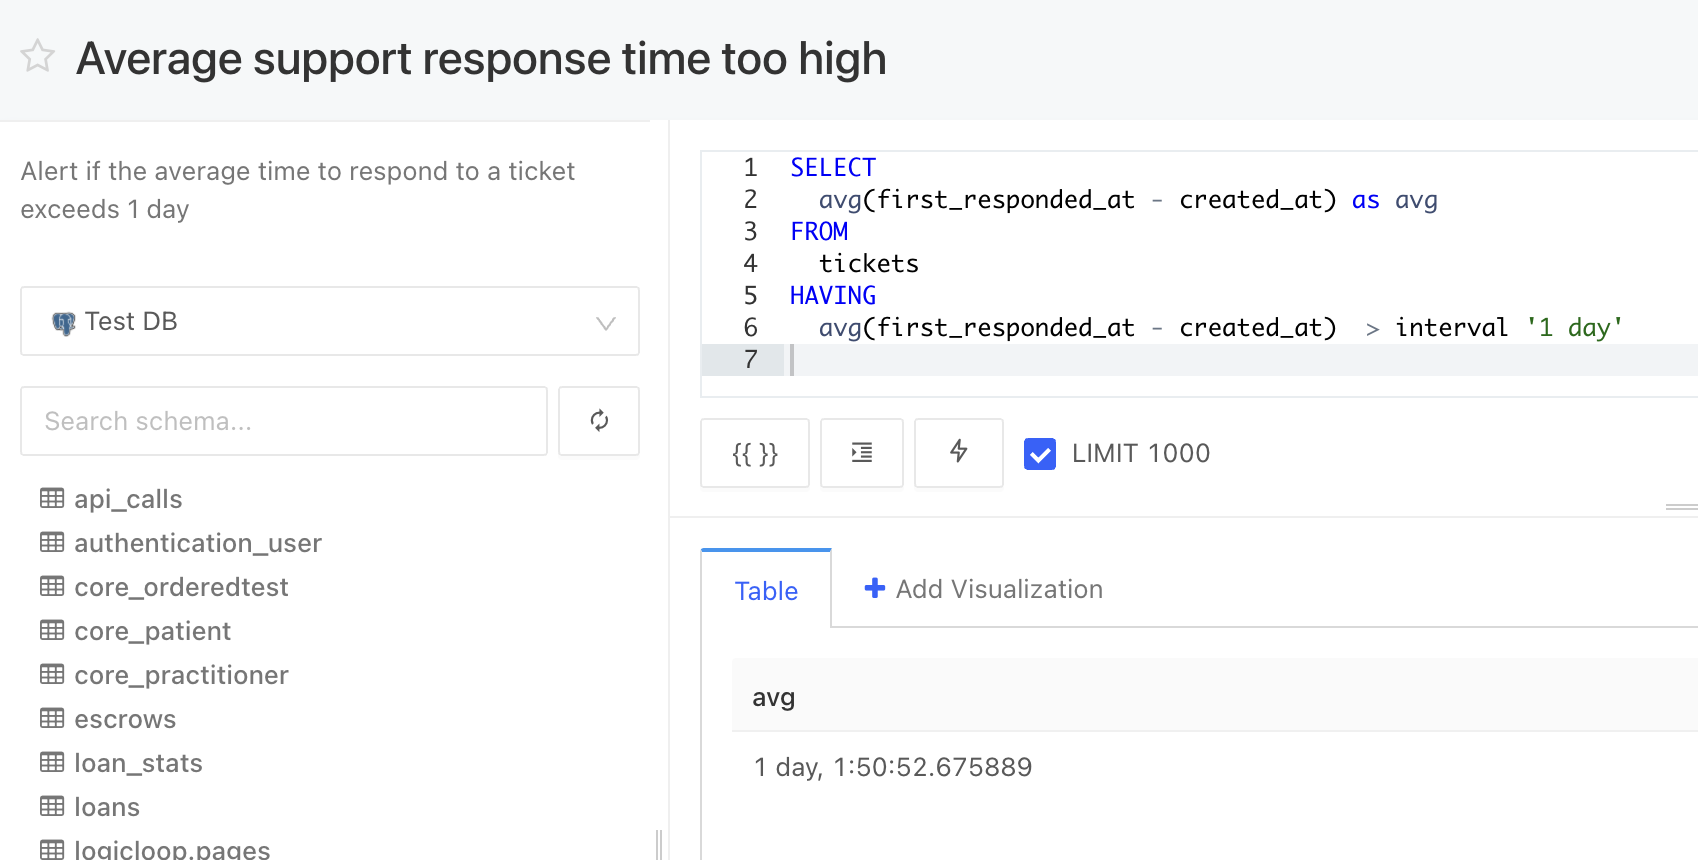 Average support response time too high
Alert if the average time to respond to a ticket
exceeds 1 day
Test DB
Search schema...
api_calls
authentication_user
core_orderedtest
core_patient
core_practitioner
escrows
loan_stats
loans
logicloop.pages
1 SELECT
2 avg(first_responded_at - created_at) as avg
3 FROM
4 tickets
5 HAVING
6 avg(first_responded_at - created_at)  > interval '1 day'
7
{{ }}
LIMIT 1000
Table
+ Add Visualization
avg
1 day, 1:50:52.675889